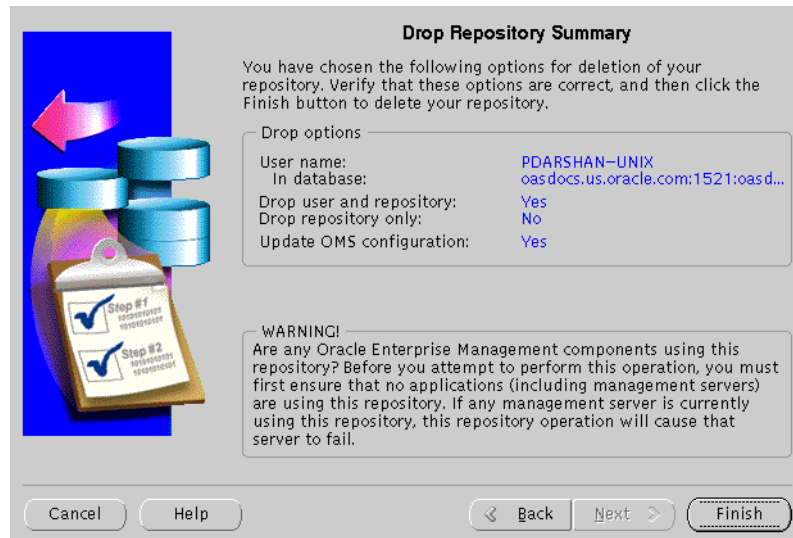 Drop Repository Summary
You have chosen the following options for deletion of your
repository. Verify that these options are correct, and then click the
Finish button to delete your repository.
Drop options
User name: PDARSHAN-UNIX
In database: oasdocs.us.oracle.com:1521:oasd...
Drop user and repository: Yes
Drop repository only: No
Update OMS configuration: Yes
Step #1
10101010101
10101010101
Step #2
10101010101
10101010101
WARNING!
Are any Oracle Enterprise Management components using this
repository? Before you attempt to perform this operation, you must
first ensure that no applications (including management servers)
are using this repository. If any management server is currently
using this repository, this repository operation will cause that
server to fail.
Cancel Help Back Next Finish